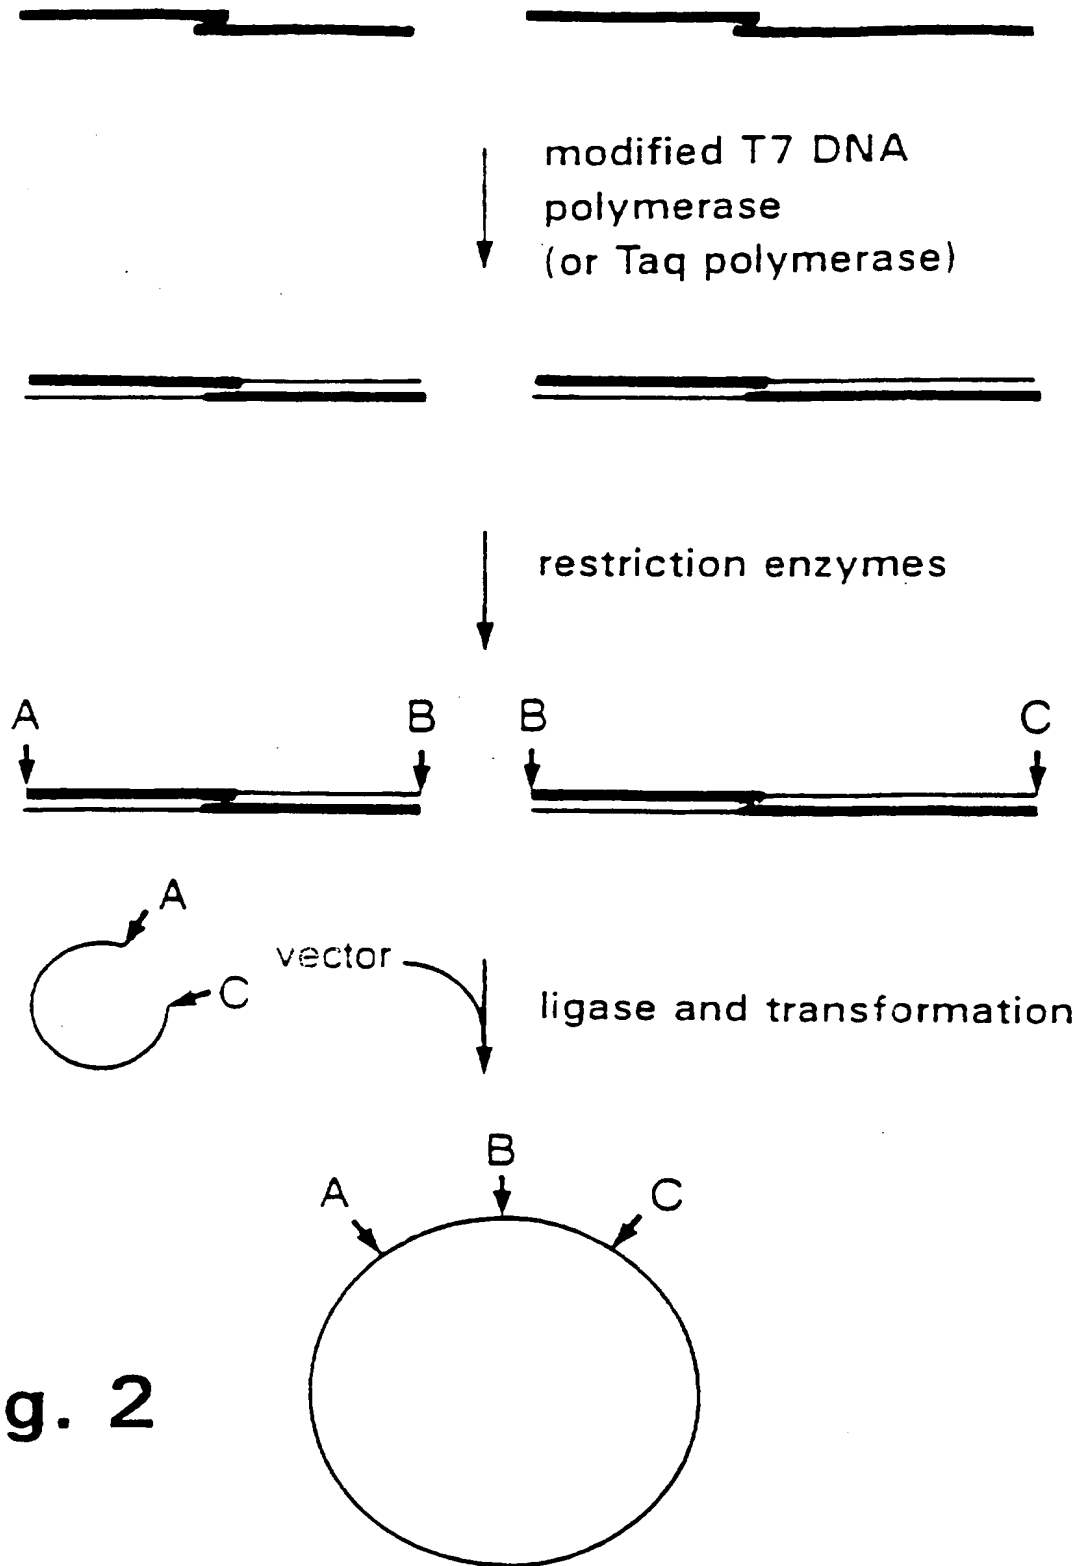 modified T7 DNA
polymerase
(or Taq polymerase)
restriction enzymes
A B B C
A
vector
C
ligase and transformation
B
A C
g. 2